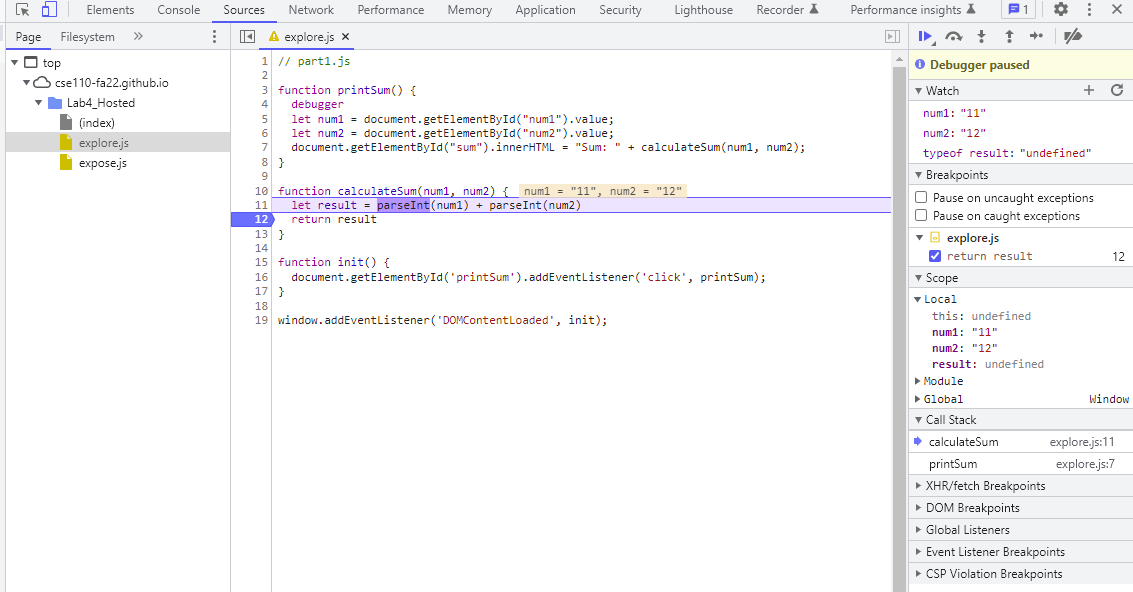 Elements Console Sources Network Performance Memory Application Security Lighthouse Recorder Performance insights 1
Page Filesystem » explore.js ×
top
cse110-fa22.github.io
Lab4_Hosted
(index)
explore.js
expose.js
1 // part1.js
2
3 function printSum() {
4   debugger
5   let num1 = document.getElementById("num1").value;
6   let num2 = document.getElementById("num2").value;
7   document.getElementById("sum").innerHTML = "Sum: " + calculateSum(num1, num2);
8 }
9
10 function calculateSum(num1, num2) { num1 = "11", num2 = "12"
11   let result = parseInt(num1) + parseInt(num2)
12   return result
13 }
14
15 function init() {
16   document.getElementById('printSum').addEventListener('click', printSum);
17 }
18
19 window.addEventListener('DOMContentLoaded', init);
Debugger paused
Watch
num1: "11"
num2: "12"
typeof result: "undefined"
Breakpoints
Pause on uncaught exceptions
Pause on caught exceptions
explore.js
return result 12
Scope
Local
this: undefined
num1: "11"
num2: "12"
result: undefined
Module
Global Window
Call Stack
calculateSum explore.js:11
printSum explore.js:7
XHR/fetch Breakpoints
DOM Breakpoints
Global Listeners
Event Listener Breakpoints
CSP Violation Breakpoints